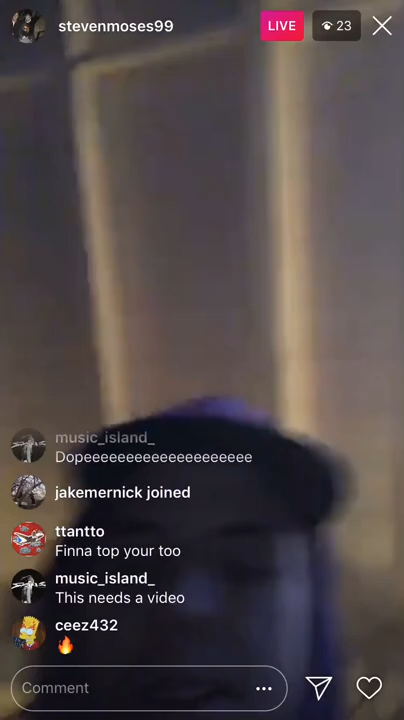 stevenmoses99
LIVE
23
music_island_
Dopeeeeeeeeeeeeeeeeeeee
jakemernick joined
ttantto
Finna top your too
music_island_
This needs a video
ceez432
🔥
Comment